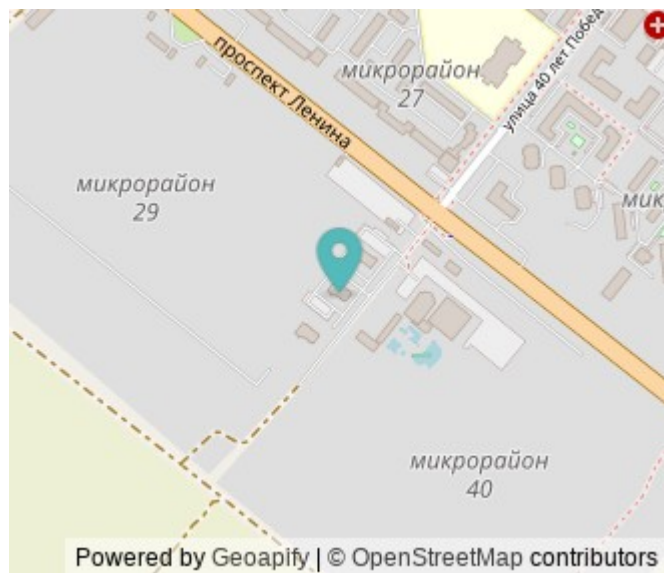 проспект Ленина
микрорайон
27
улица 40 лет Побед
микрорайон
29
мик
микрорайон
40
Powered by Geoapify | © OpenStreetMap contributors